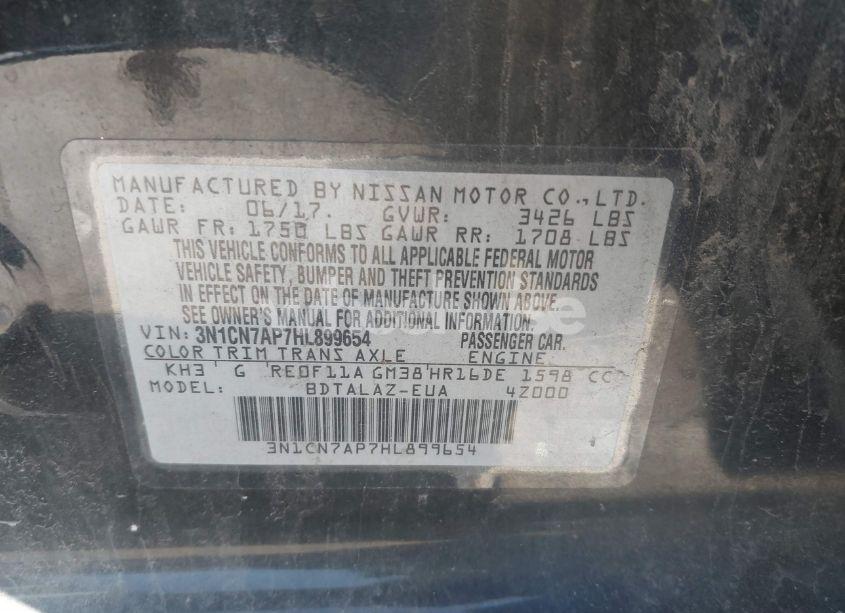 MANUFACTURED BY NISSAN MOTOR CO.,LTD.
DATE: 06/17. GVWR: 3426 LBS
GAWR FR: 1750 LBS GAWR RR: 1708 LBS
THIS VEHICLE CONFORMS TO ALL APPLICABLE FEDERAL MOTOR
VEHICLE SAFETY, BUMPER AND THEFT PREVENTION STANDARDS
IN EFFECT ON THE DATE OF MANUFACTURE SHOWN ABOVE.
SEE OWNER'S MANUAL FOR ADDITIONAL INFORMATION.
VIN: 3N1CN7AP7HL899654 PASSENGER CAR.
COLOR TRIM TRANS AXLE ENGINE
KH3 G RE0F11A GM38 HR16DE 1598 CC
MODEL: BDTALAZ-EUA 4Z000
3N1CN7AP7HL899654